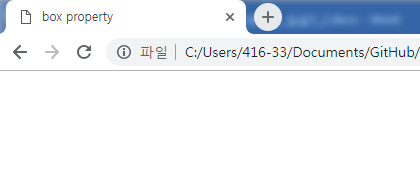 box property
파일 C:/Users/416-33/Documents/GitHub/